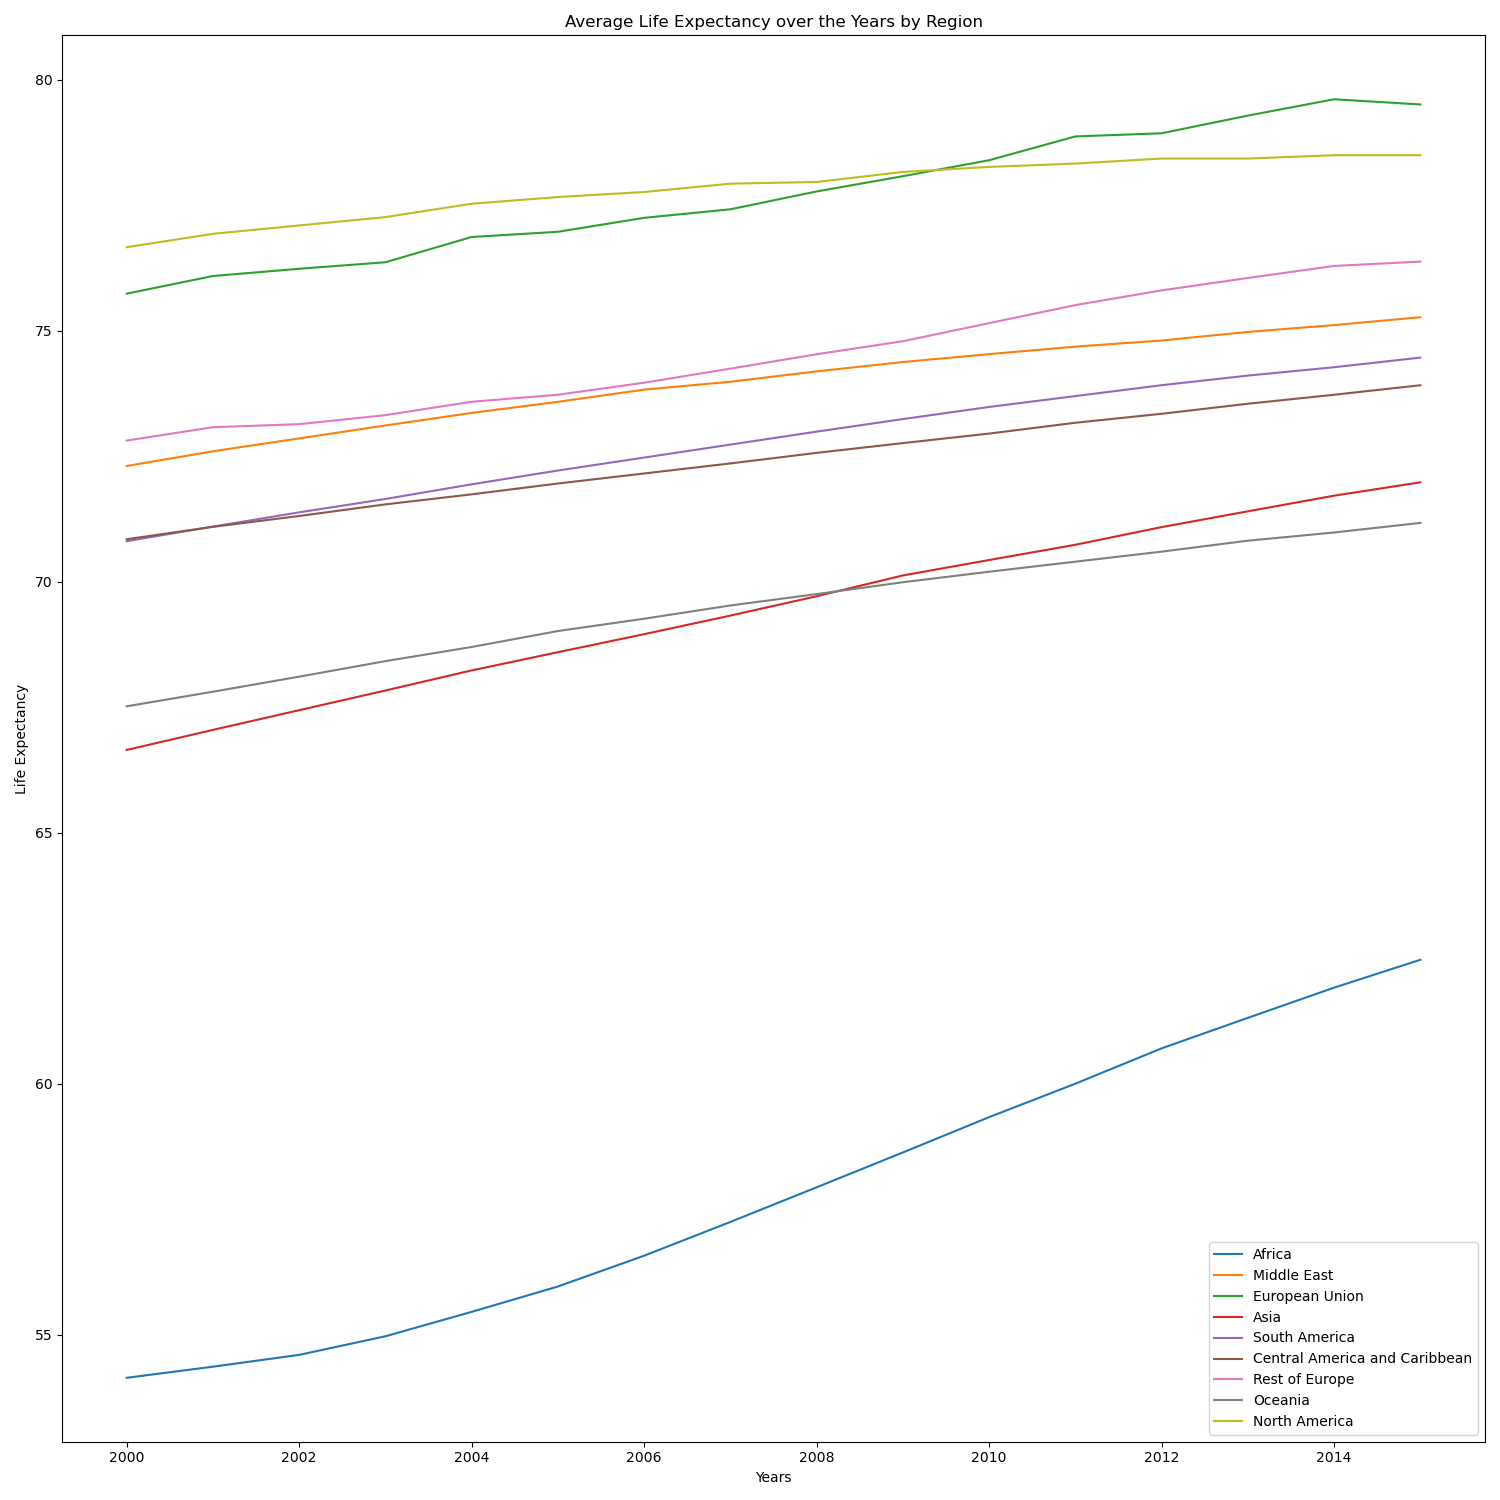 Average Life Expectancy over the Years by Region
80
75
70
65
60
55
Life Expectancy
2000 2002 2004 2006 2008 2010 2012 2014
Years
Africa
Middle East
European Union
Asia
South America
Central America and Caribbean
Rest of Europe
Oceania
North America